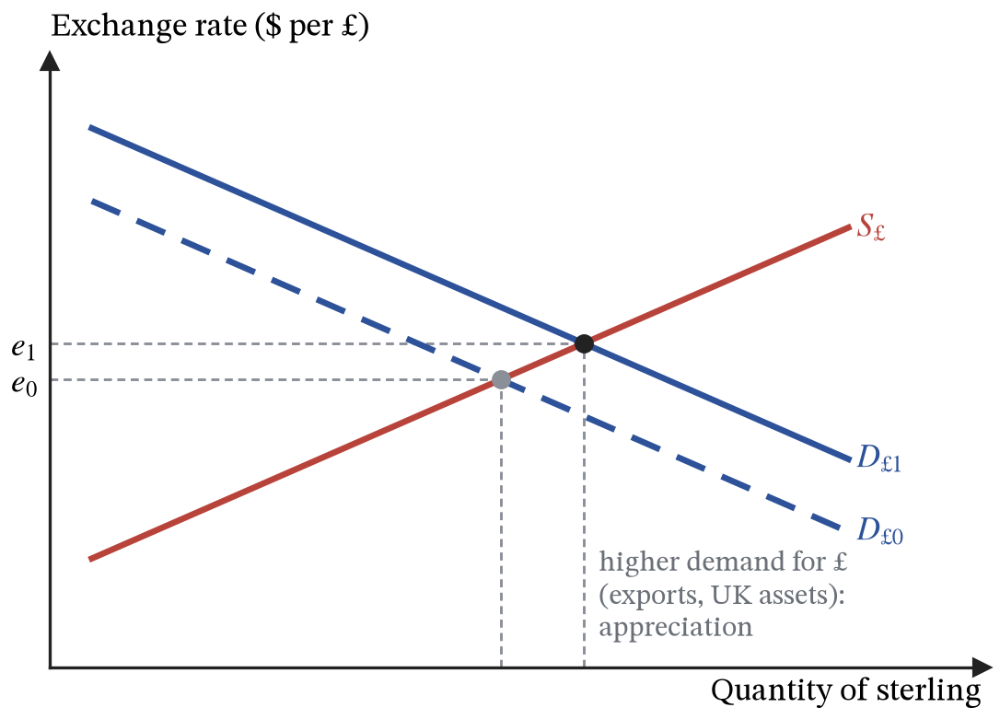 Exchange rate ($ per £)
S£
e1
e0
D£1
D£0
higher demand for £
(exports, UK assets):
appreciation
Quantity of sterling